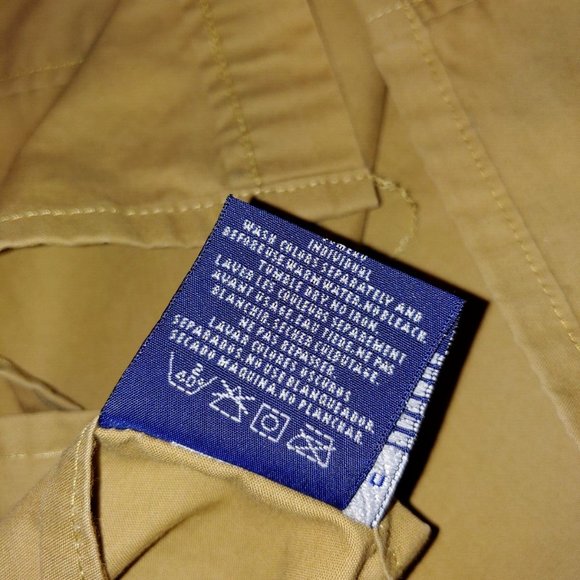 INDIVIDUAL
WASH COLORS SEPARATELY AND
BEFORE USE WARM WATER. NO BLEACH.
TUMBLE DRY. NO IRON.
LAVER LES COULEURS SEPAREMENT
AVANT USAGE EAU TIEDE. NE PAS
BLANCHIR. SECHER CULBUTAGE.
NE PAS REPASSER.
LAVAR COLORES OSCUROS
SEPARADOS. NO USE BLANQUEADOR.
SECADO MAQUINA NO PLANCHAR.
40°